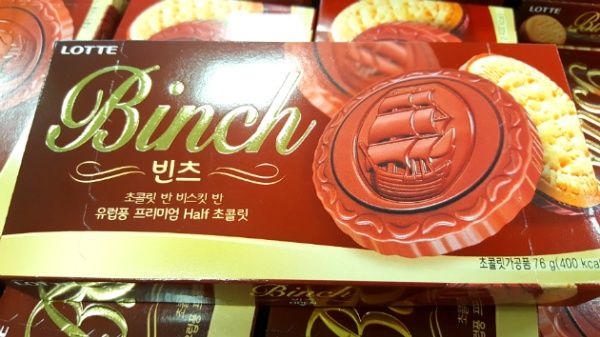 LOTTE
Binch
빈츠
초콜릿 반 비스킷 반
유럽풍 프리미엄 Half 초콜릿
초콜릿가공품 76 g(400 kca
Binch